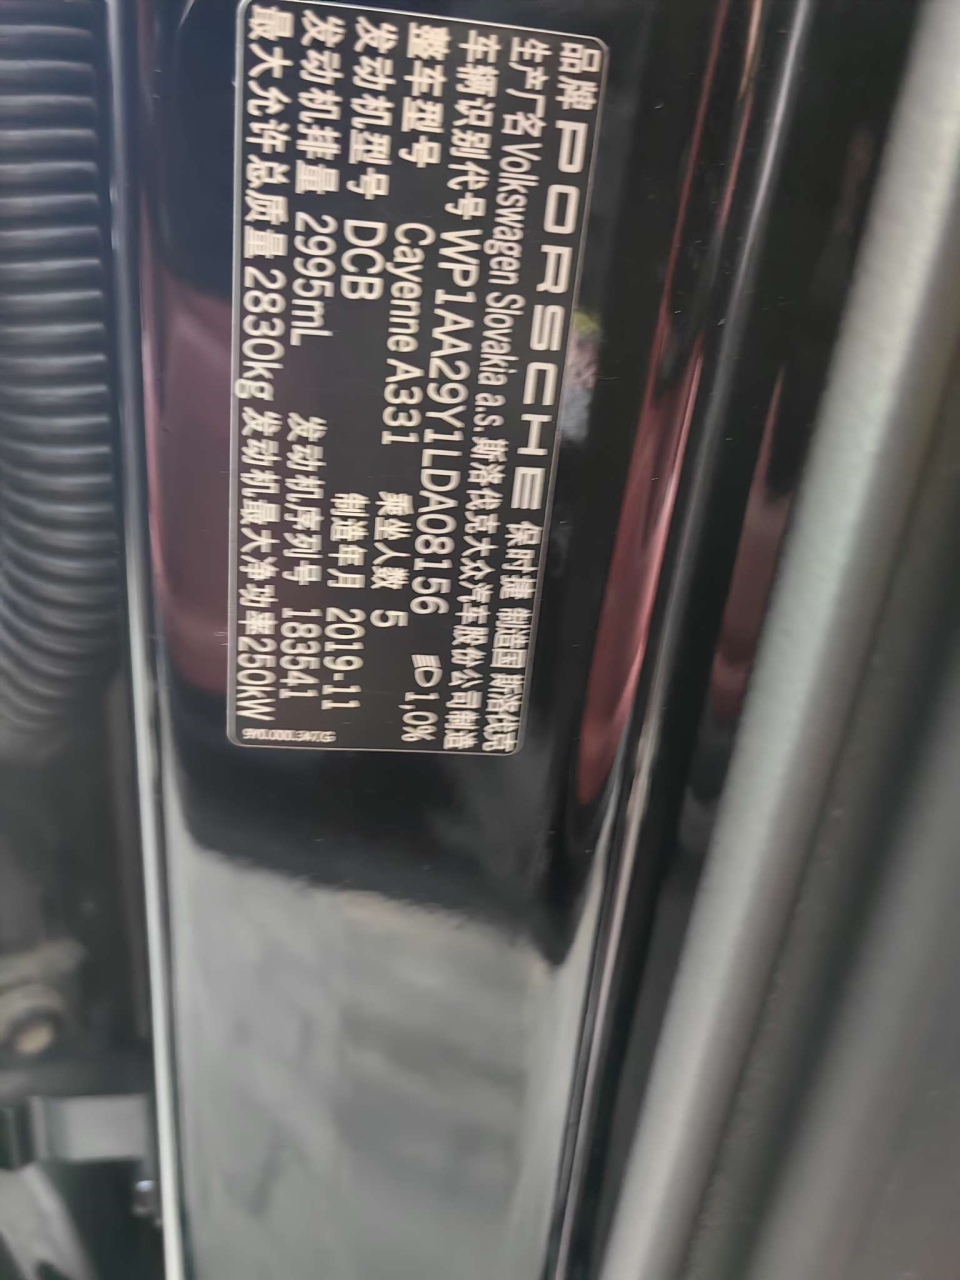 品牌 PORSCHE 保时捷 制造国 斯洛伐克
生产厂名 Volkswagen Slovakia a.s. 斯洛伐克大众汽车股份公司制造
车辆识别代号 WP1AA29Y1LDA08156 1,0%
整车型号 Cayenne A331 乘坐人数 5
发动机型号 DCB 制造年月 2019-11
发动机排量 2995mL 发动机序列号 183541
最大允许总质量 2830kg 发动机最大净功率 250kW